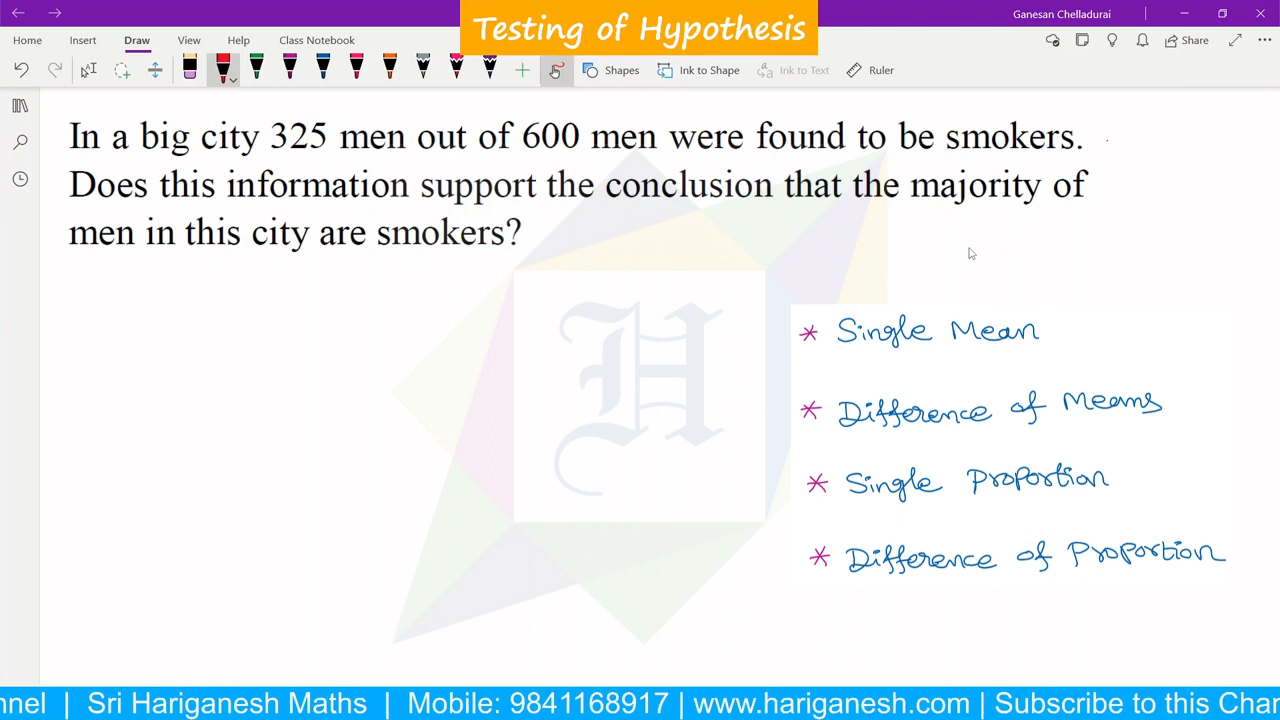 Testing of Hypothesis
Ganesan Chelladurai
Home Insert Draw View Help Class Notebook
Share
Shapes Ink to Shape Ink to Text Ruler
In a big city 325 men out of 600 men were found to be smokers.
Does this information support the conclusion that the majority of
men in this city are smokers?
H
* Single Mean
* Difference of Means
* Single Proportion
* Difference of Proportion
nnel | Sri Hariganesh Maths | Mobile: 9841168917 | www.hariganesh.com | Subscribe to this Chan